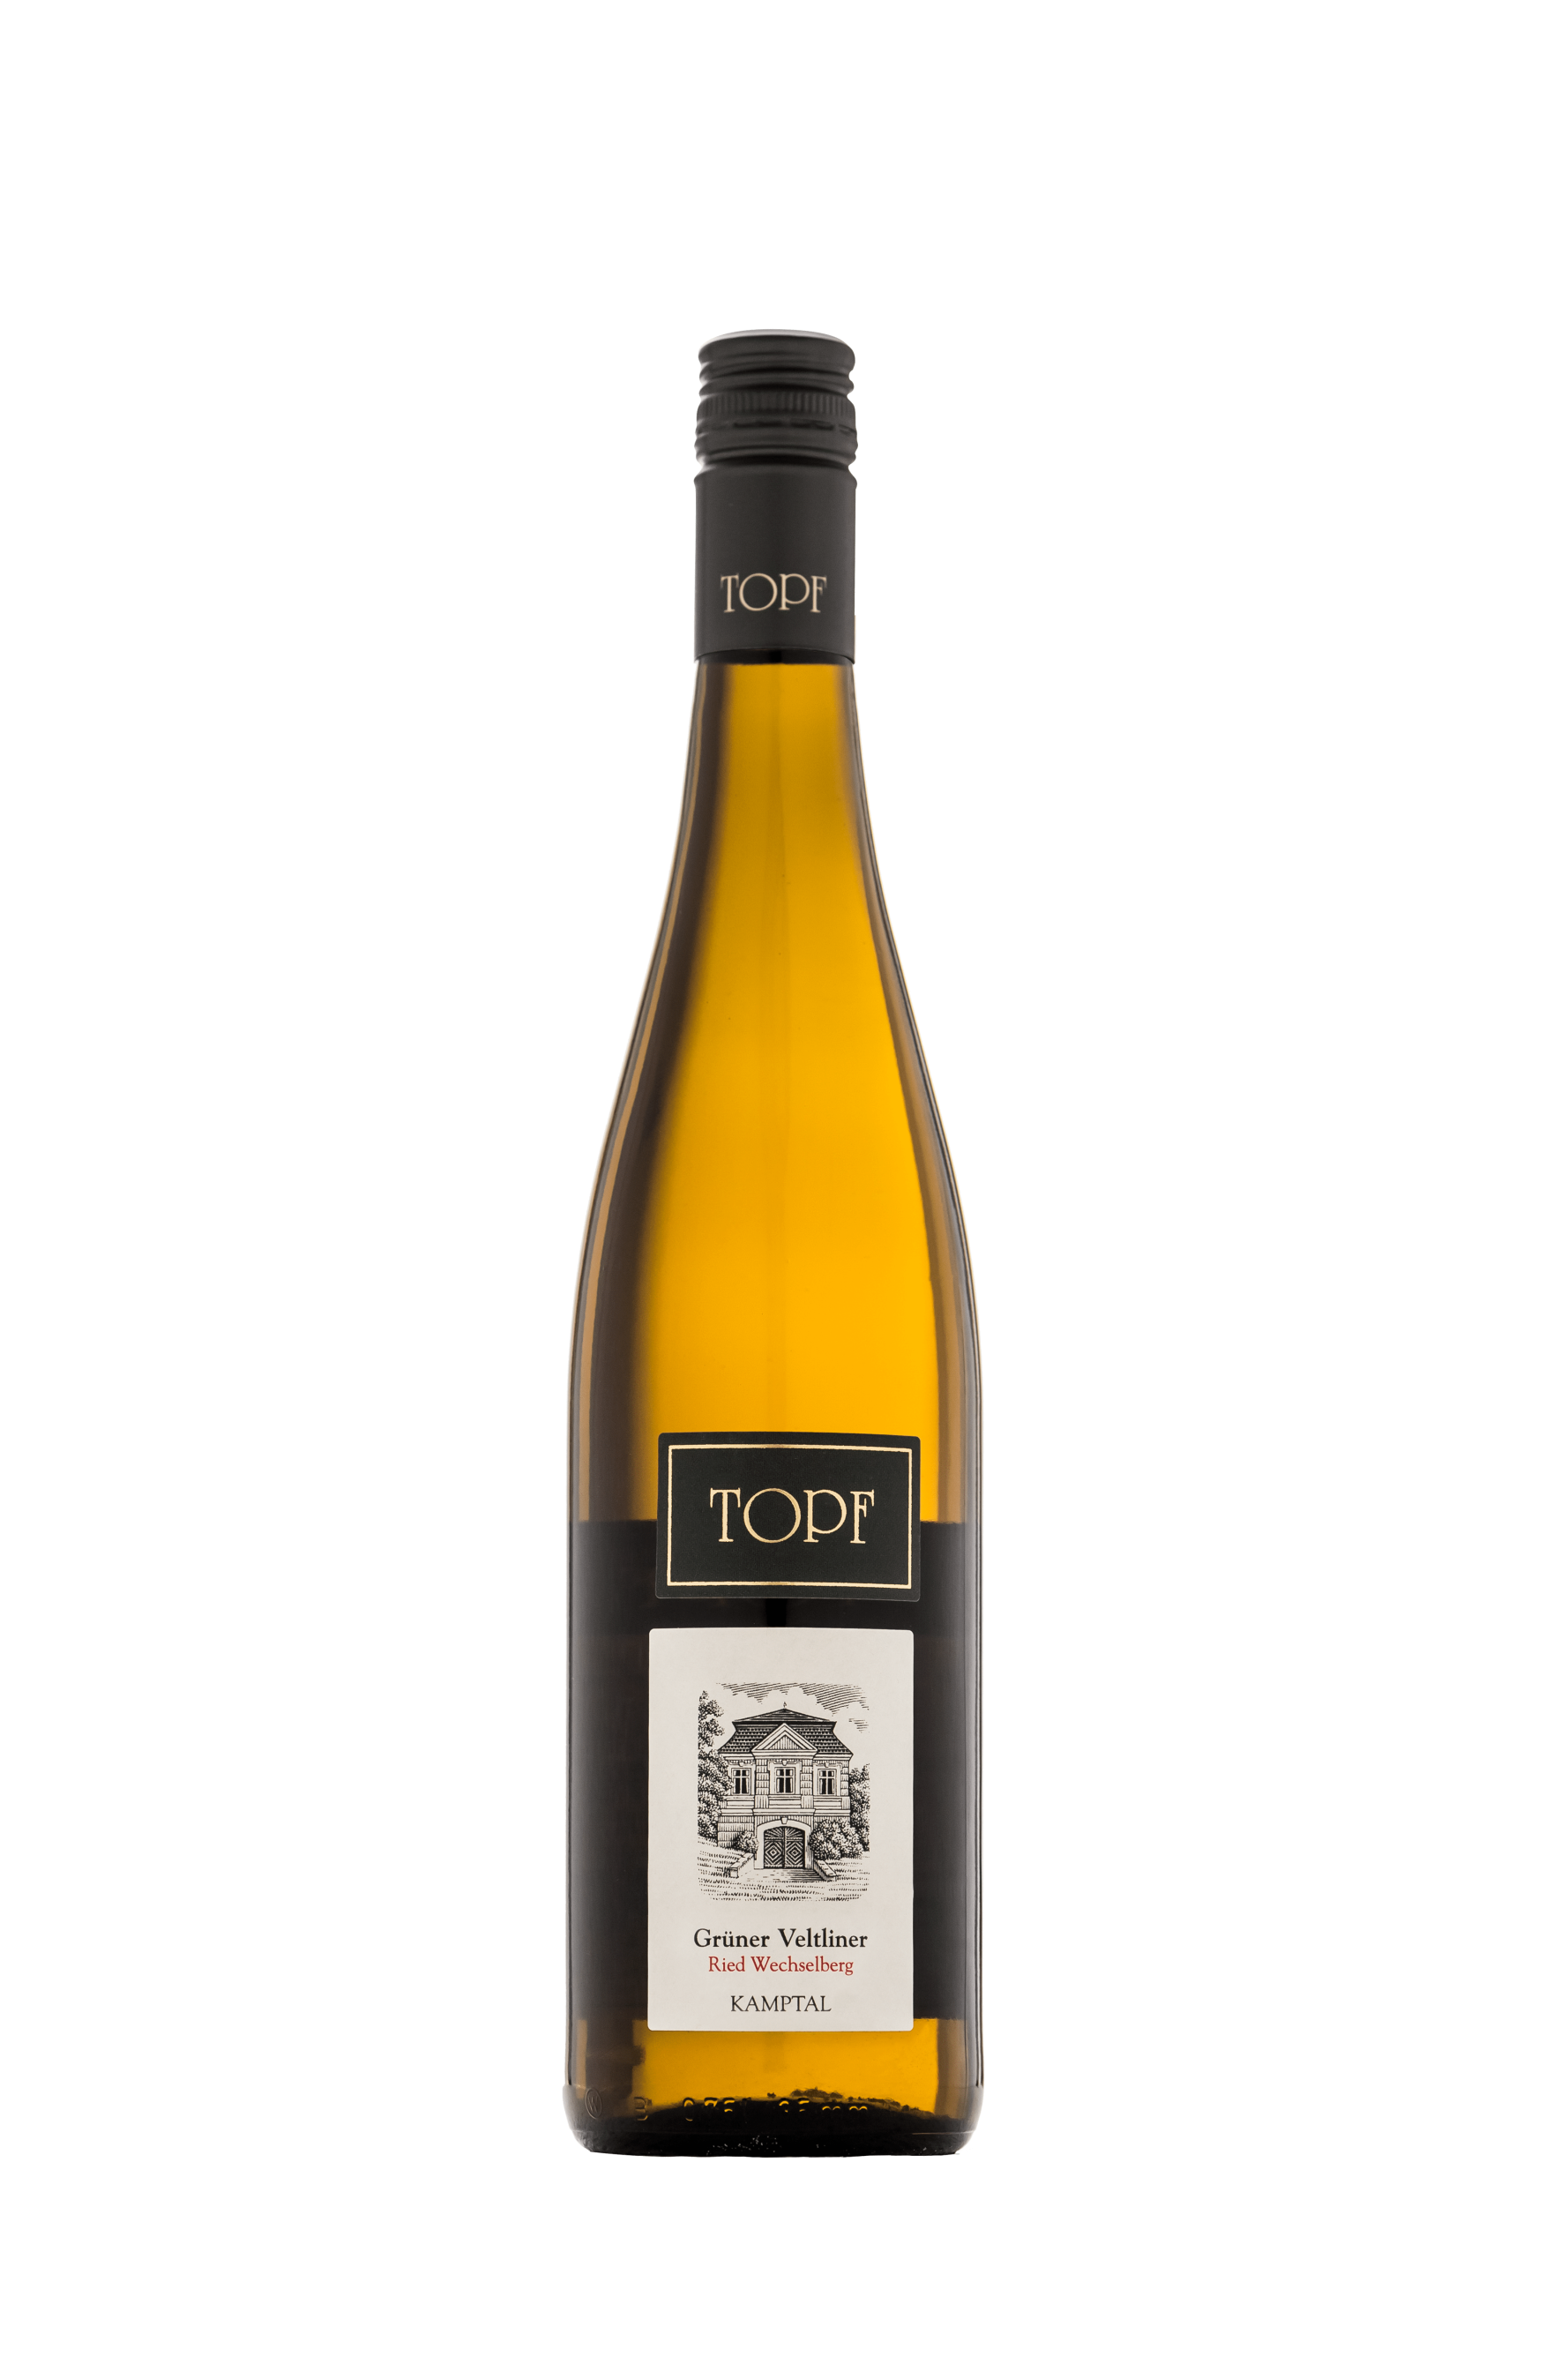 TOPF
TOPF
Grüner Veltliner
Ried Wechselberg
KAMPTAL